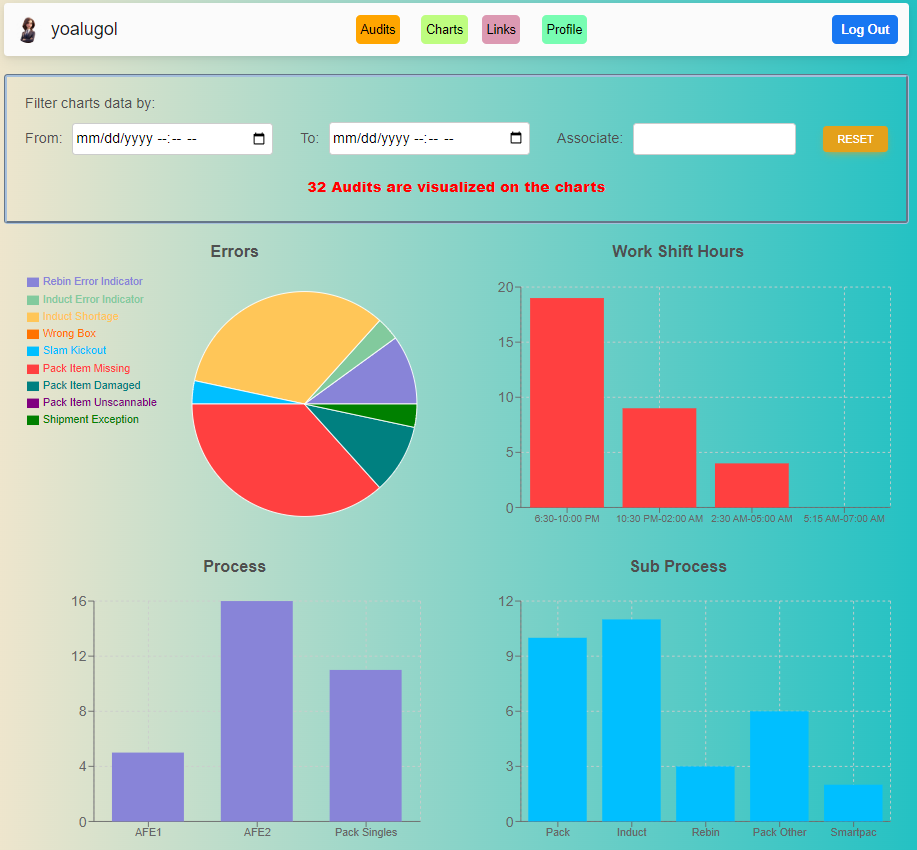 yoalugol
Audits
Charts
Links
Profile
Log Out
Filter charts data by:
From: mm/dd/yyyy --:-- -- To: mm/dd/yyyy --:-- -- Associate: RESET
32 Audits are visualized on the charts
Errors
Rebin Error Indicator
Induct Error Indicator
Induct Shortage
Wrong Box
Slam Kickout
Pack Item Missing
Pack Item Damaged
Pack Item Unscannable
Shipment Exception
Work Shift Hours
20
15
10
5
0
6:30-10:00 PM 10:30 PM-02:00 AM 2:30 AM-05:00 AM 5:15 AM-07:00 AM
Process
16
12
8
4
0
AFE1 AFE2 Pack Singles
Sub Process
12
9
6
3
0
Pack Induct Rebin Pack Other Smartpac